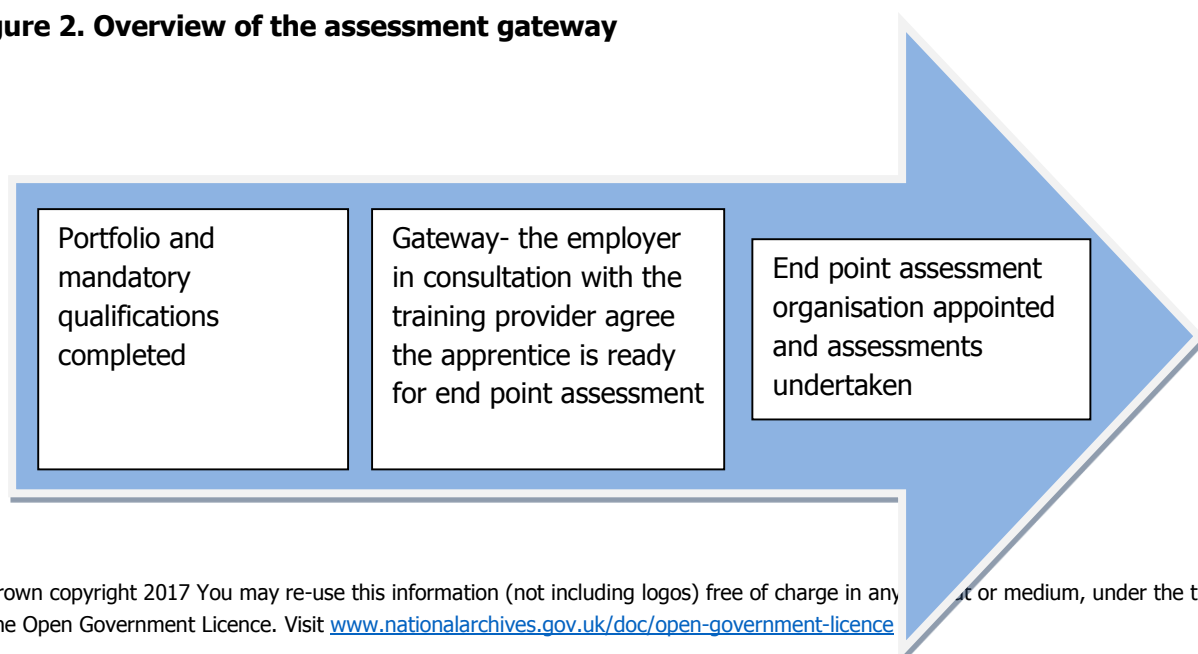 gure 2. Overview of the assessment gateway
Portfolio and
mandatory
qualifications
completed
Gateway- the employer
in consultation with the
training provider agree
the apprentice is ready
for end point assessment
End point assessment
organisation appointed
and assessments
undertaken
rown copyright 2017 You may re-use this information (not including logos) free of charge in any or medium, under the
ne Open Government Licence. Visit www.nationalarchives.gov.uk/doc/open-government-licence